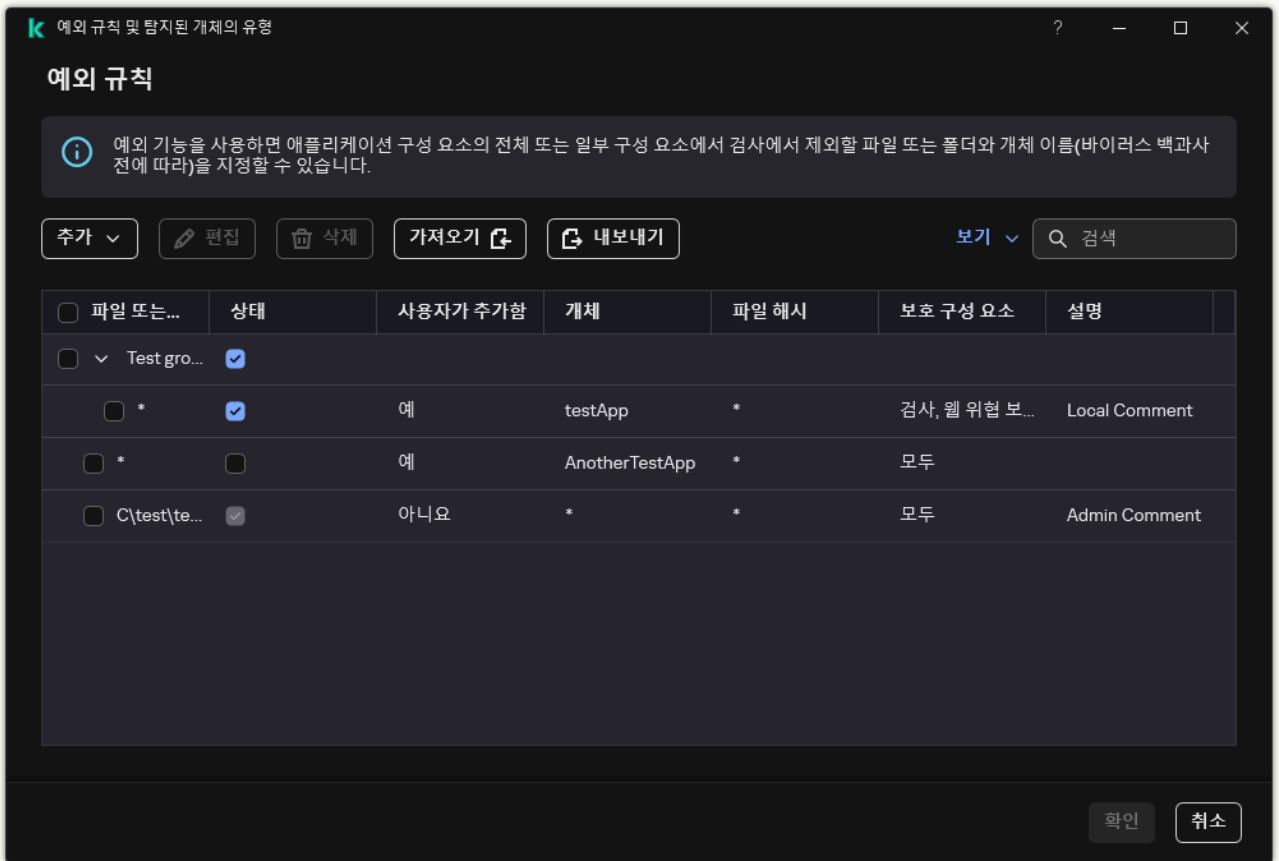 예외 규칙 및 탐지된 개체의 유형
예외 규칙
예외 기능을 사용하면 애플리케이션 구성 요소의 전체 또는 일부 구성 요소에서 검사에서 제외할 파일 또는 폴더와 개체 이름(바이러스 백과사
전에 따라)을 지정할 수 있습니다.
추가 편집 삭제 가져오기 내보내기 보기 검색
파일 또는... 상태 사용자가 추가함 개체 파일 해시 보호 구성 요소 설명
Test gro...
* 예 testApp * 검사, 웹 위협 보... Local Comment
* 예 AnotherTestApp * 모두
C\test\te... 아니요 * * 모두 Admin Comment
확인 취소